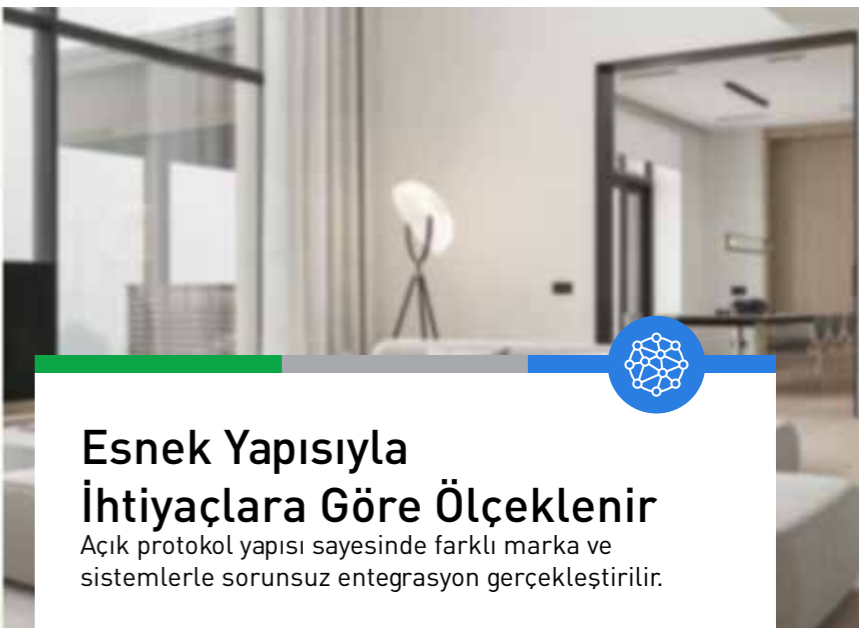 Esnek Yapısıyla
İhtiyaçlara Göre Ölçeklenir
Açık protokol yapısı sayesinde farklı marka ve
sistemlerle sorunsuz entegrasyon gerçekleştirilir.